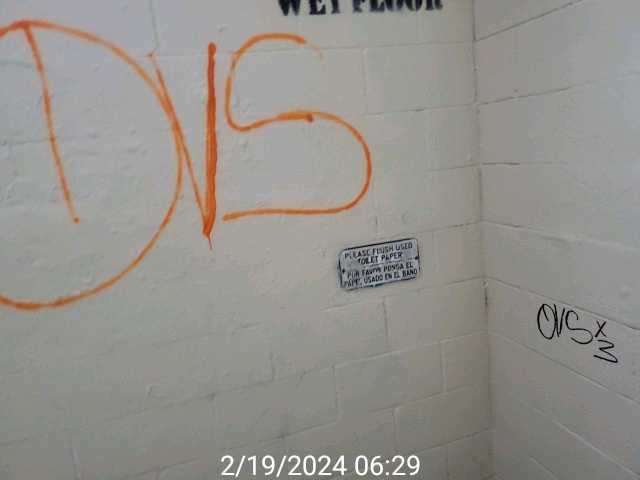 WET FLOOR
OVS
PLEASE FLUSH USED
TOILET PAPER
POR FAVOR PONGA EL
PAPEL USADO EN EL BANO
OVS x
3
2/19/2024 06:29